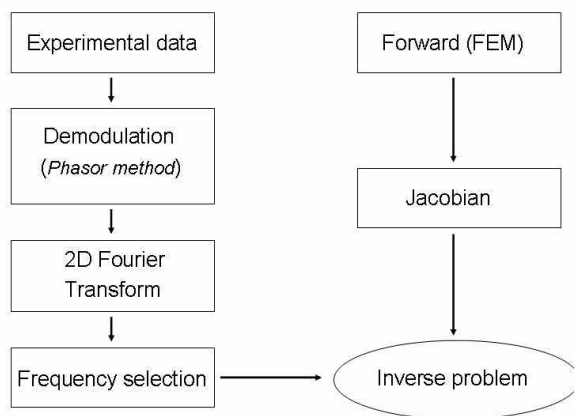 Experimental data
Demodulation
(Phasor method)
2D Fourier
Transform
Frequency selection
Forward (FEM)
Jacobian
Inverse problem